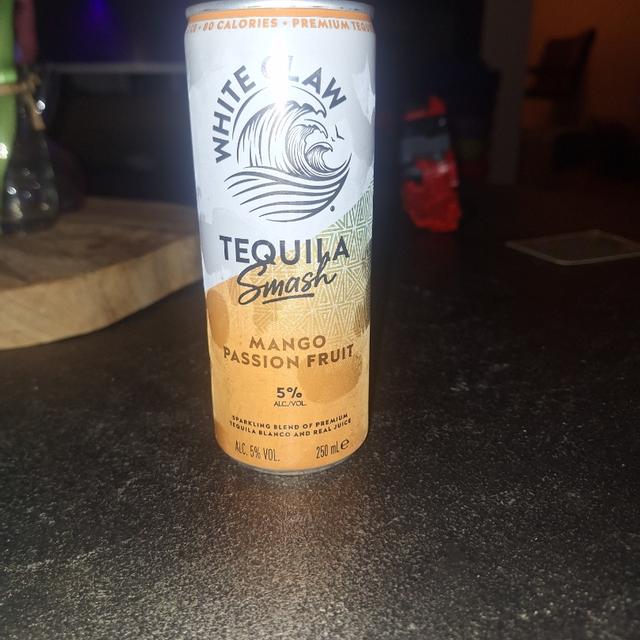 80 CALORIES • PREMIUM TEQU
WHITE CLAW
TEQUILA
Smash
MANGO
PASSION FRUIT
5%
ALC./VOL.
SPARKLING BLEND OF PREMIUM
TEQUILA BLANCO AND REAL JUICE
ALC. 5% VOL. 250 mL e